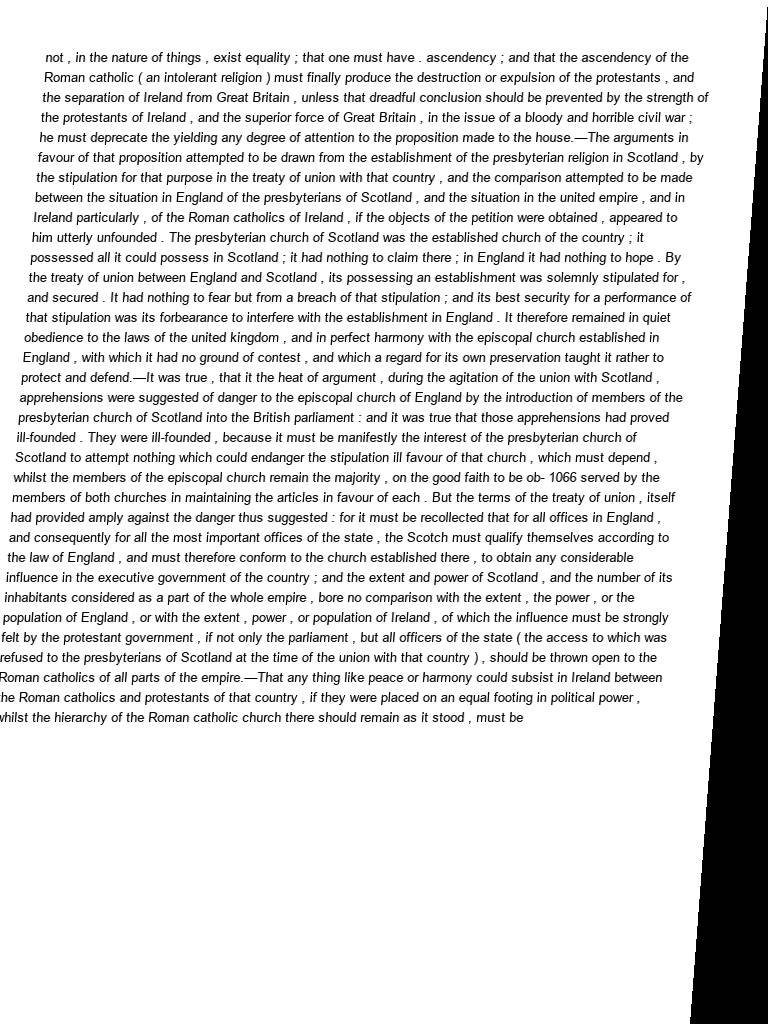 not , in the nature of things , exist equality ; that one must have . ascendency ; and that the ascendency of the
Roman catholic ( an intolerant religion ) must finally produce the destruction or expulsion of the protestants , and
the separation of Ireland from Great Britain , unless that dreadful conclusion should be prevented by the strength of
the protestants of Ireland , and the superior force of Great Britain , in the issue of a bloody and horrible civil war ;
he must deprecate the yielding any degree of attention to the proposition made to the house.—The arguments in
favour of that proposition attempted to be drawn from the establishment of the presbyterian religion in Scotland , by
the stipulation for that purpose in the treaty of union with that country , and the comparison attempted to be made
between the situation in England of the presbyterians of Scotland , and the situation in the united empire , and in
Ireland particularly , of the Roman catholics of Ireland , if the objects of the petition were obtained , appeared to
him utterly unfounded . The presbyterian church of Scotland was the established church of the country ; it
possessed all it could possess in Scotland ; it had nothing to claim there ; in England it had nothing to hope . By
the treaty of union between England and Scotland , its possessing an establishment was solemnly stipulated for ,
and secured . It had nothing to fear but from a breach of that stipulation ; and its best security for a performance of
that stipulation was its forbearance to interfere with the establishment in England . It therefore remained in quiet
obedience to the laws of the united kingdom , and in perfect harmony with the episcopal church established in
England , with which it had no ground of contest , and which a regard for its own preservation taught it rather to
protect and defend.—It was true , that it the heat of argument , during the agitation of the union with Scotland ,
apprehensions were suggested of danger to the episcopal church of England by the introduction of members of the
presbyterian church of Scotland into the British parliament : and it was true that those apprehensions had proved
ill-founded . They were ill-founded , because it must be manifestly the interest of the presbyterian church of
Scotland to attempt nothing which could endanger the stipulation ill favour of that church , which must depend ,
whilst the members of the episcopal church remain the majority , on the good faith to be ob- 1066 served by the
members of both churches in maintaining the articles in favour of each . But the terms of the treaty of union , itself
had provided amply against the danger thus suggested : for it must be recollected that for all offices in England ,
and consequently for all the most important offices of the state , the Scotch must qualify themselves according to
the law of England , and must therefore conform to the church established there , to obtain any considerable
influence in the executive government of the country ; and the extent and power of Scotland , and the number of its
inhabitants considered as a part of the whole empire , bore no comparison with the extent , the power , or the
population of England , or with the extent , power , or population of Ireland , of which the influence must be strongly
felt by the protestant government , if not only the parliament , but all officers of the state ( the access to which was
refused to the presbyterians of Scotland at the time of the union with that country ) , should be thrown open to the
Roman catholics of all parts of the empire.—That any thing like peace or harmony could subsist in Ireland between
the Roman catholics and protestants of that country , if they were placed on an equal footing in political power ,
whilst the hierarchy of the Roman catholic church there should remain as it stood , must be